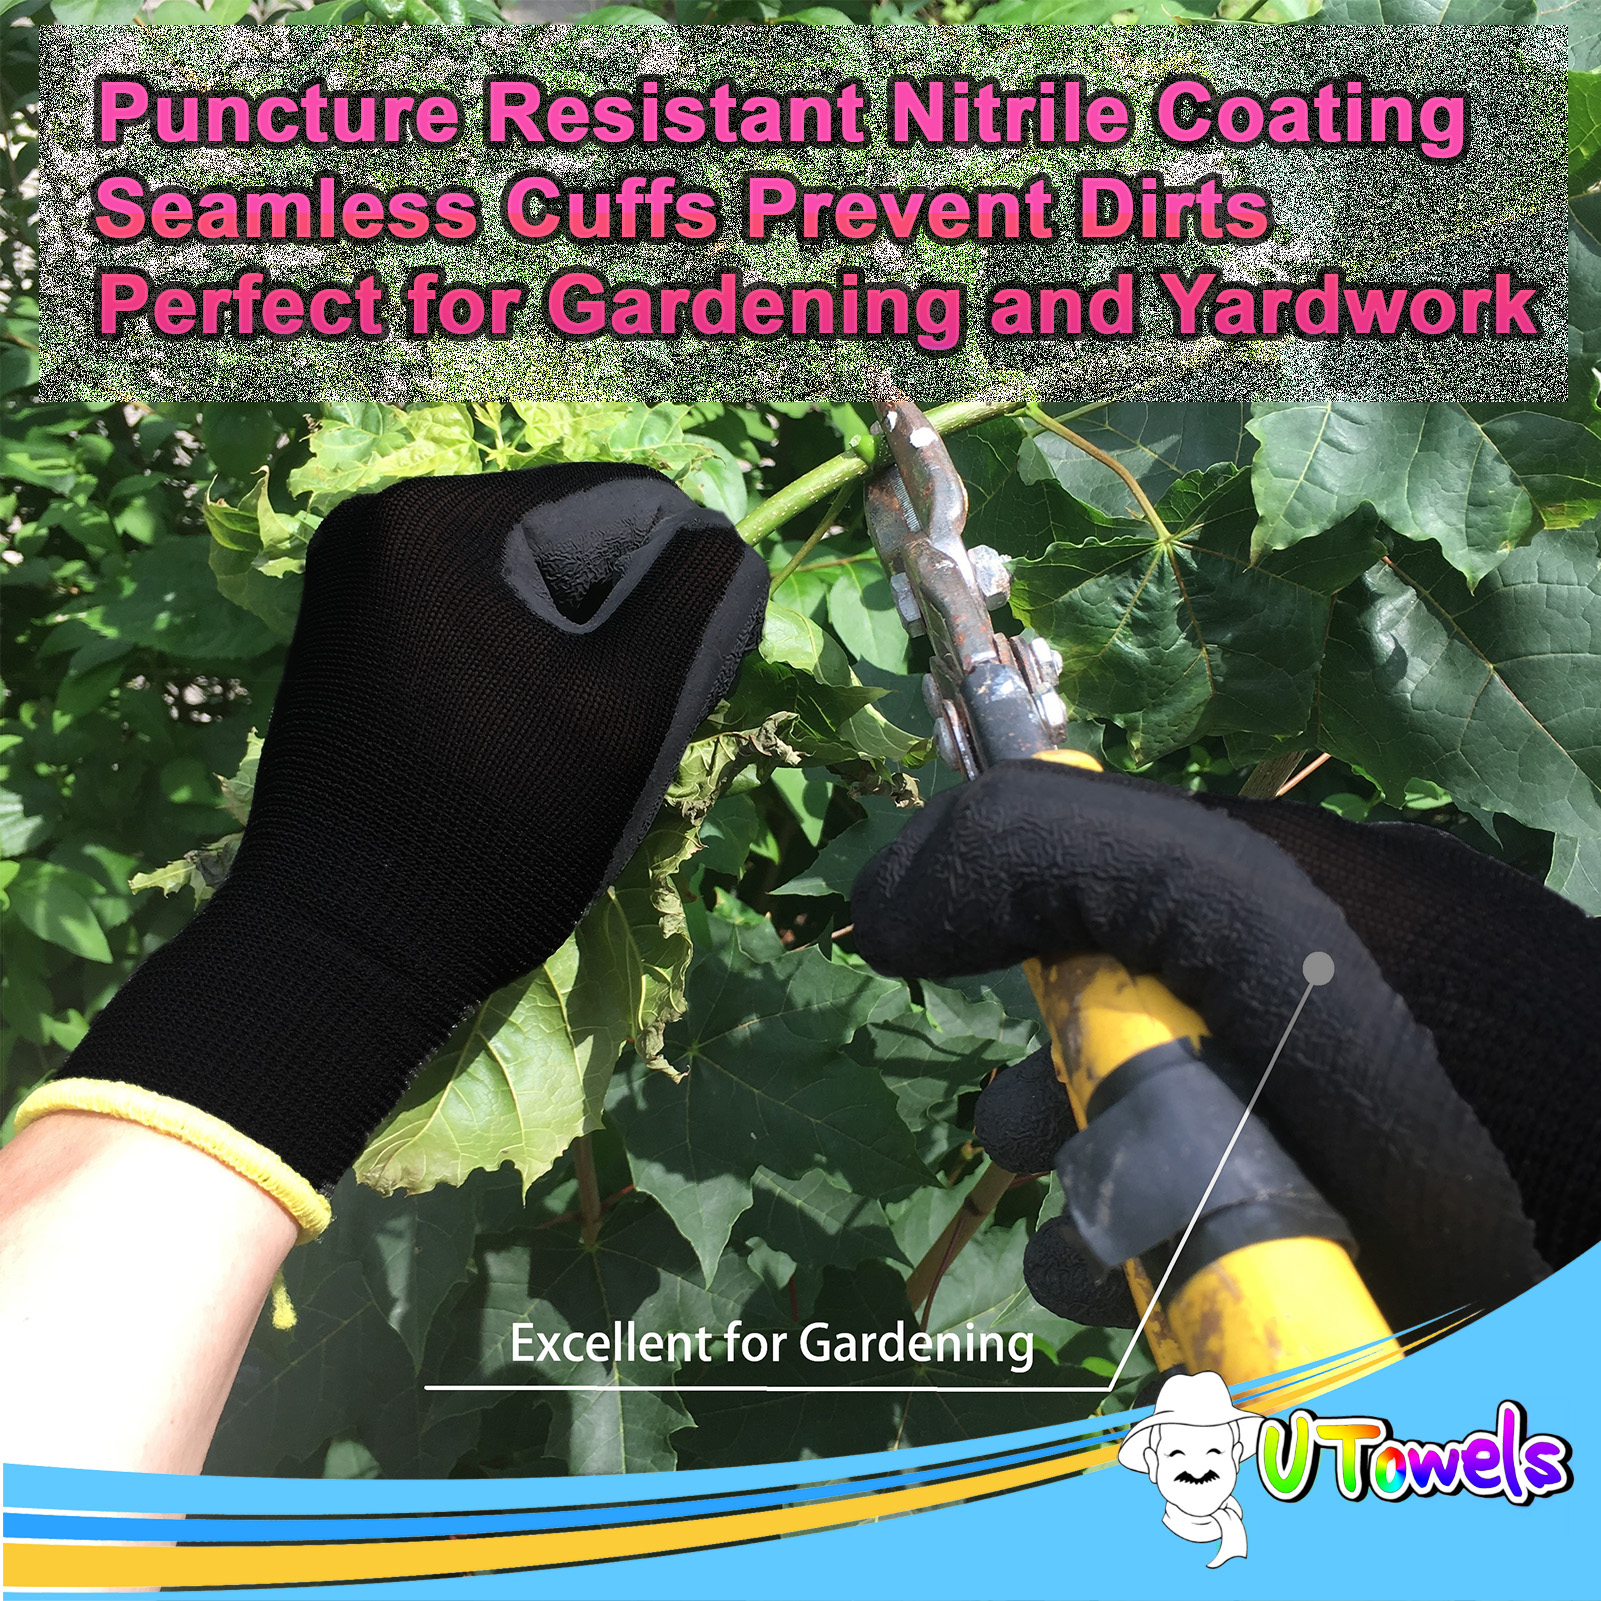 Puncture Resistant Nitrile Coating
Seamless Cuffs Prevent Dirts
Perfect for Gardening and Yardwork
Excellent for Gardening
UTowels